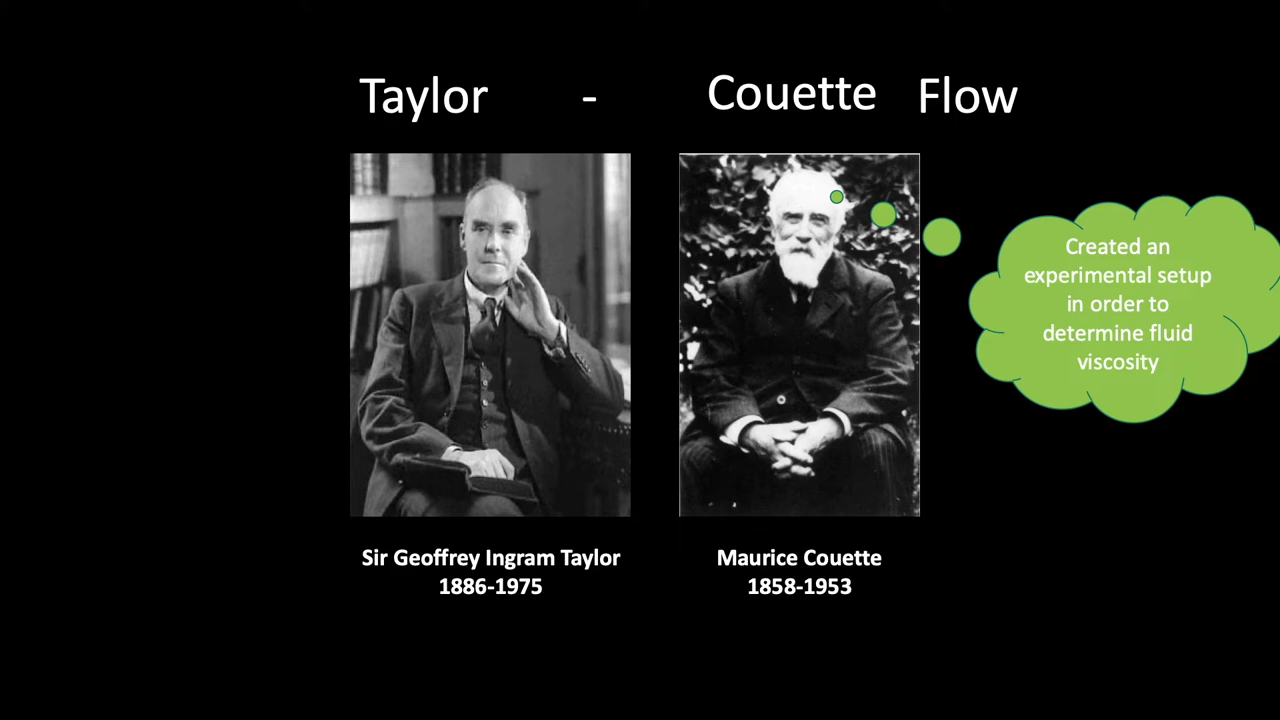 Taylor - Couette Flow
Created an
experimental setup
in order to
determine fluid
viscosity
Sir Geoffrey Ingram Taylor
1886-1975
Maurice Couette
1858-1953